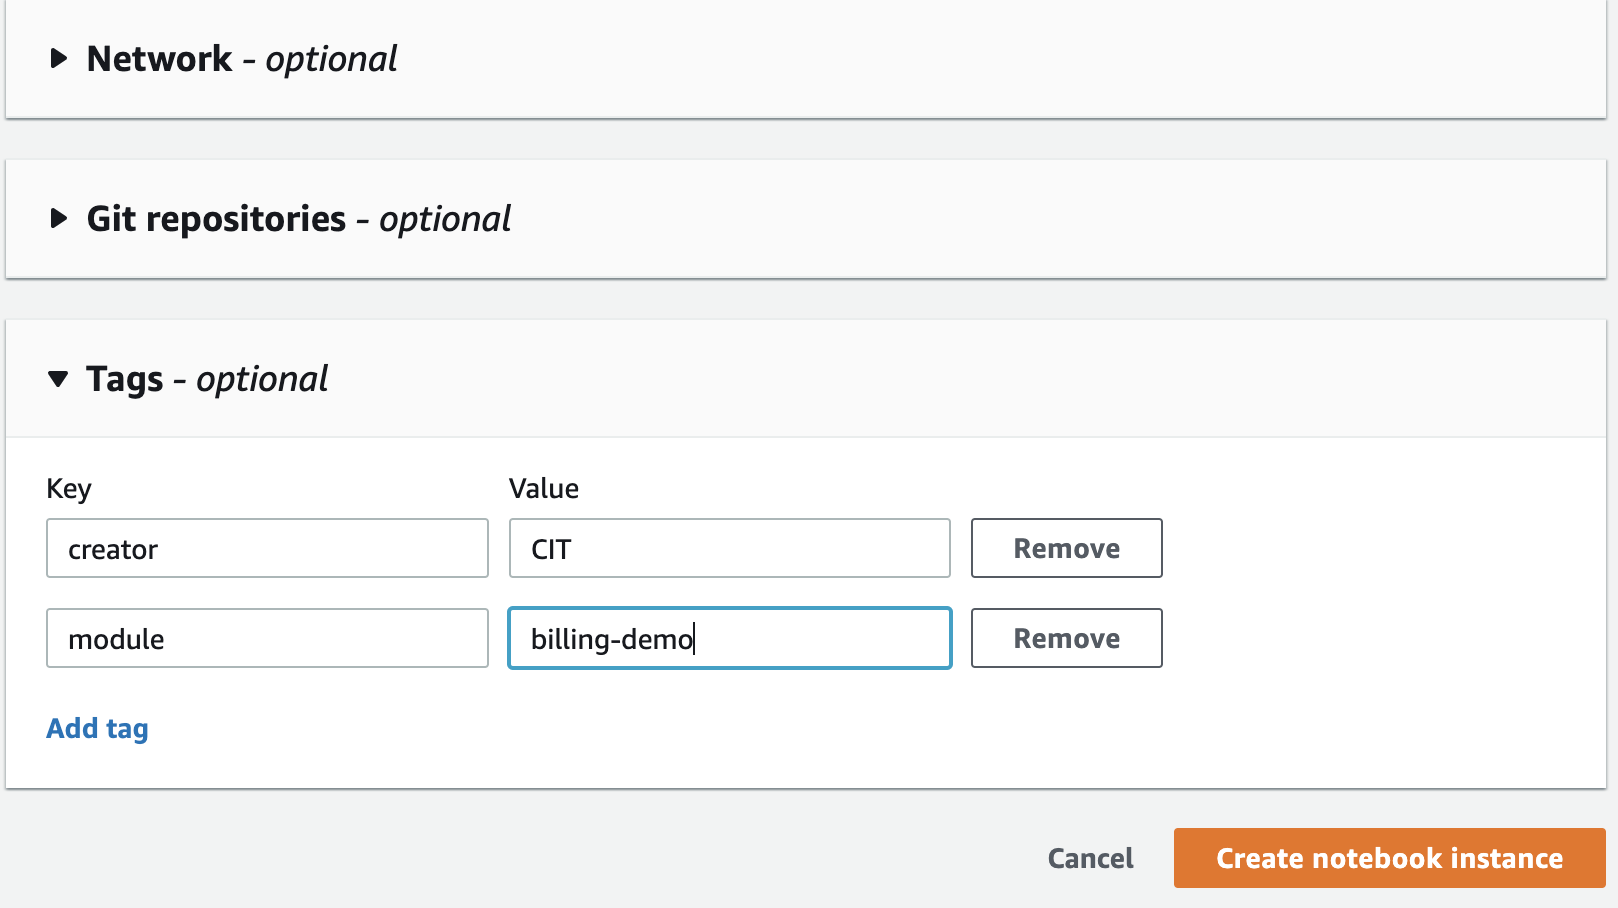 Network - optional
Git repositories - optional
Tags - optional
Key Value
creator CIT Remove
module billing-demo Remove
Add tag
Cancel Create notebook instance